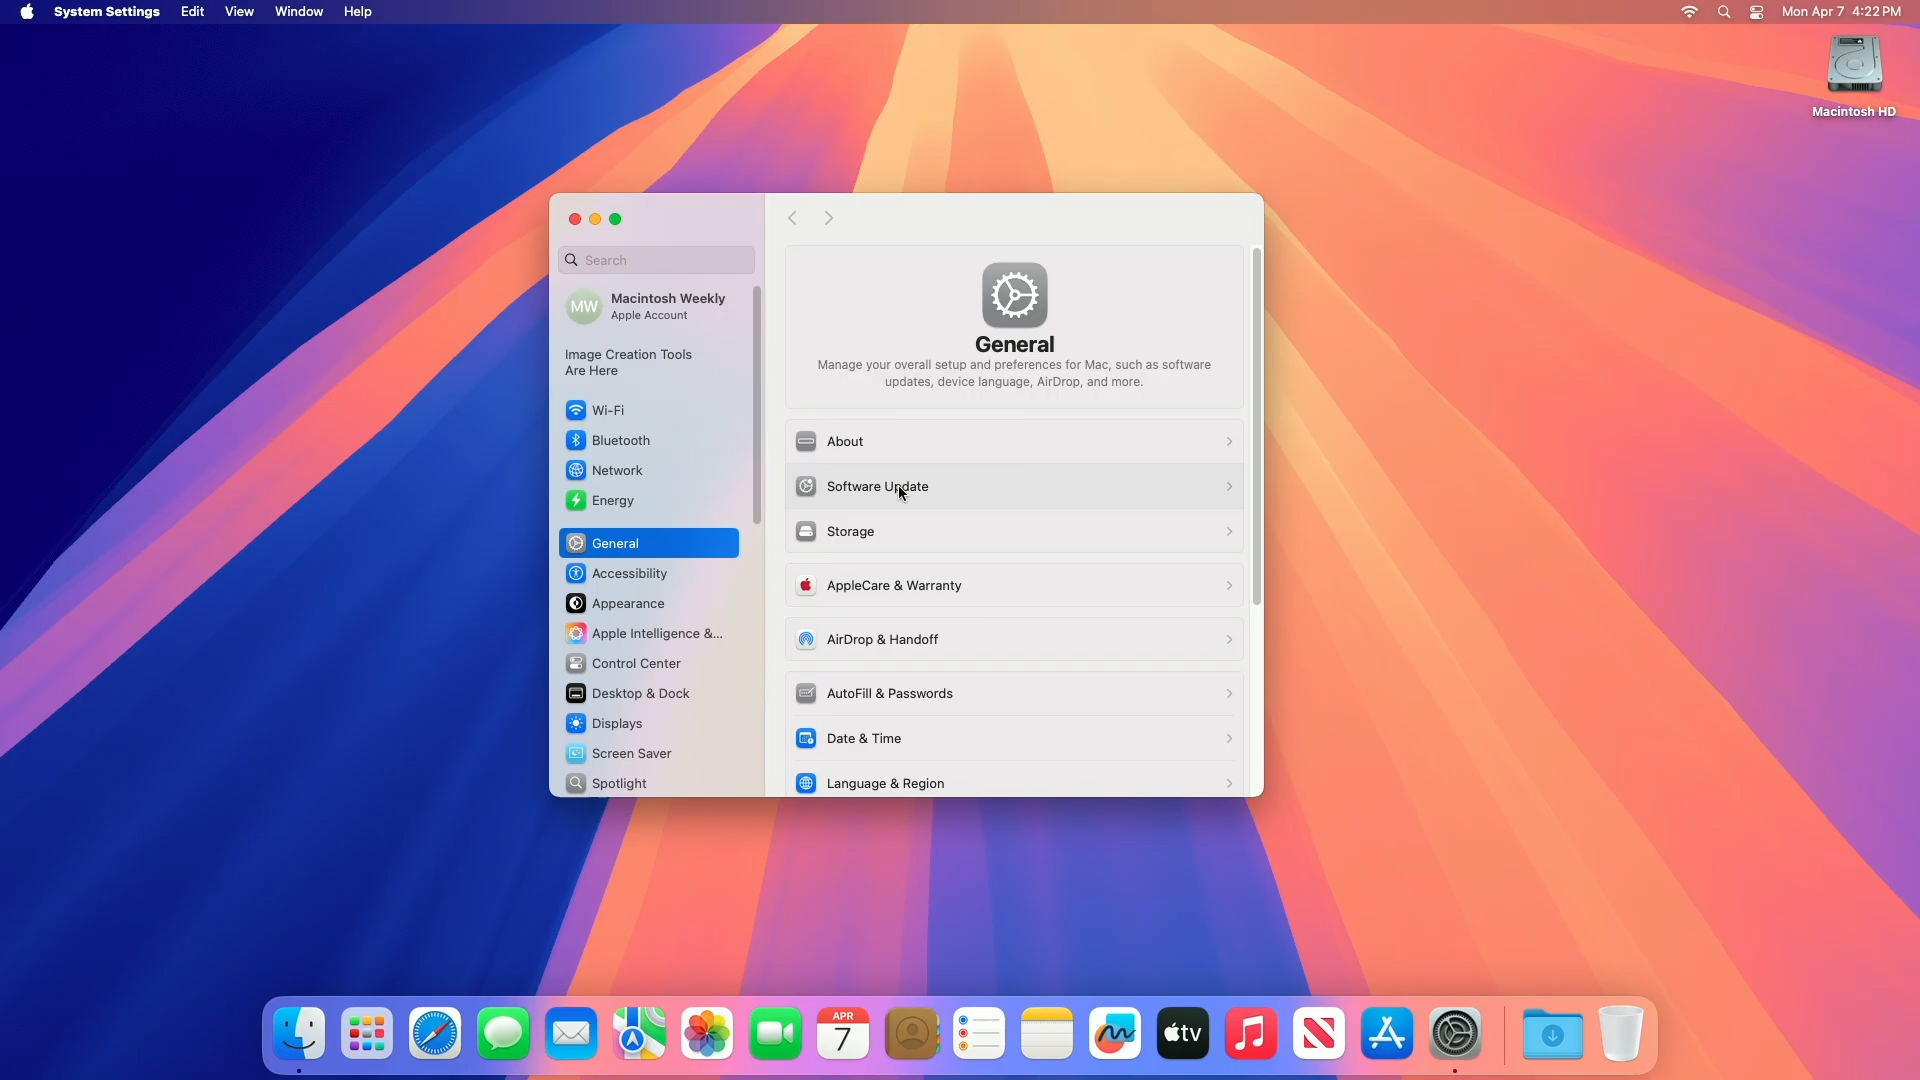 System Settings Edit View Window Help
Mon Apr 7 4:22 PM
Macintosh HD
Search
MW
Macintosh Weekly
Apple Account
Image Creation Tools
Are Here
Wi-Fi
Bluetooth
Network
Energy
General
Accessibility
Appearance
Apple Intelligence &...
Control Center
Desktop & Dock
Displays
Screen Saver
Spotlight
General
Manage your overall setup and preferences for Mac, such as software
updates, device language, AirDrop, and more.
About
Software Update
Storage
AppleCare & Warranty
AirDrop & Handoff
AutoFill & Passwords
Date & Time
Language & Region
APR
7
tv